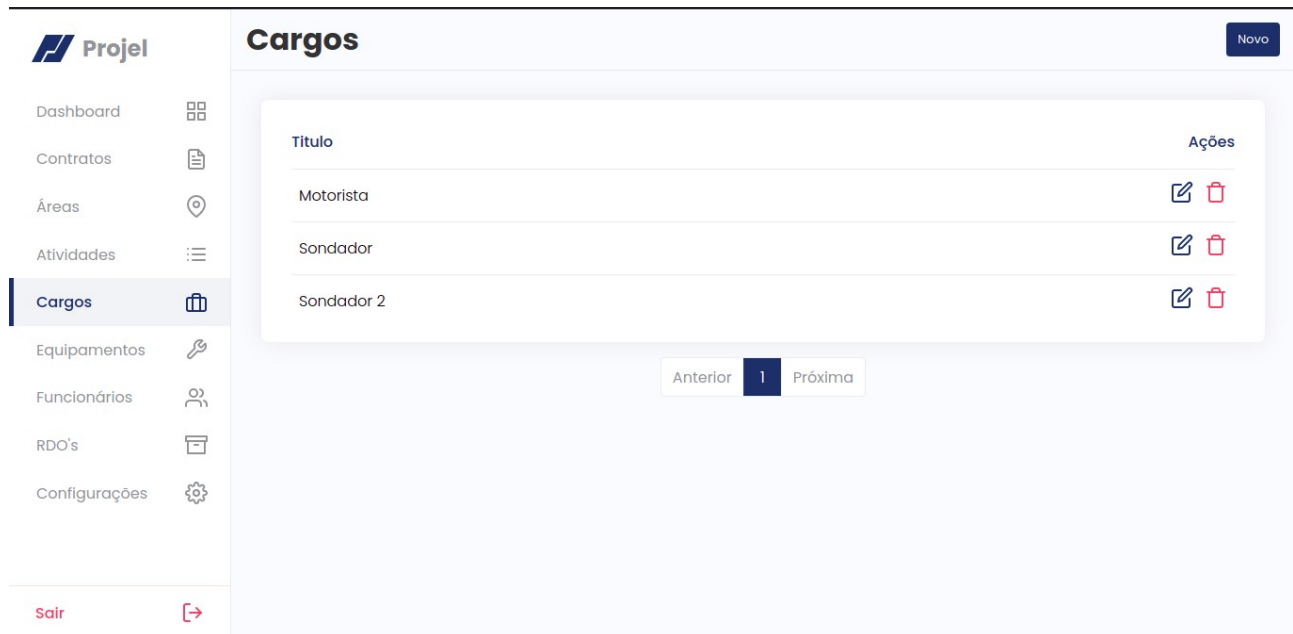 Projel
Cargos
Novo
Dashboard
Contratos
Áreas
Atividades
Cargos
Equipamentos
Funcionários
RDO's
Configurações
Sair
Titulo Ações
Motorista
Sondador
Sondador 2
Anterior 1 Próxima